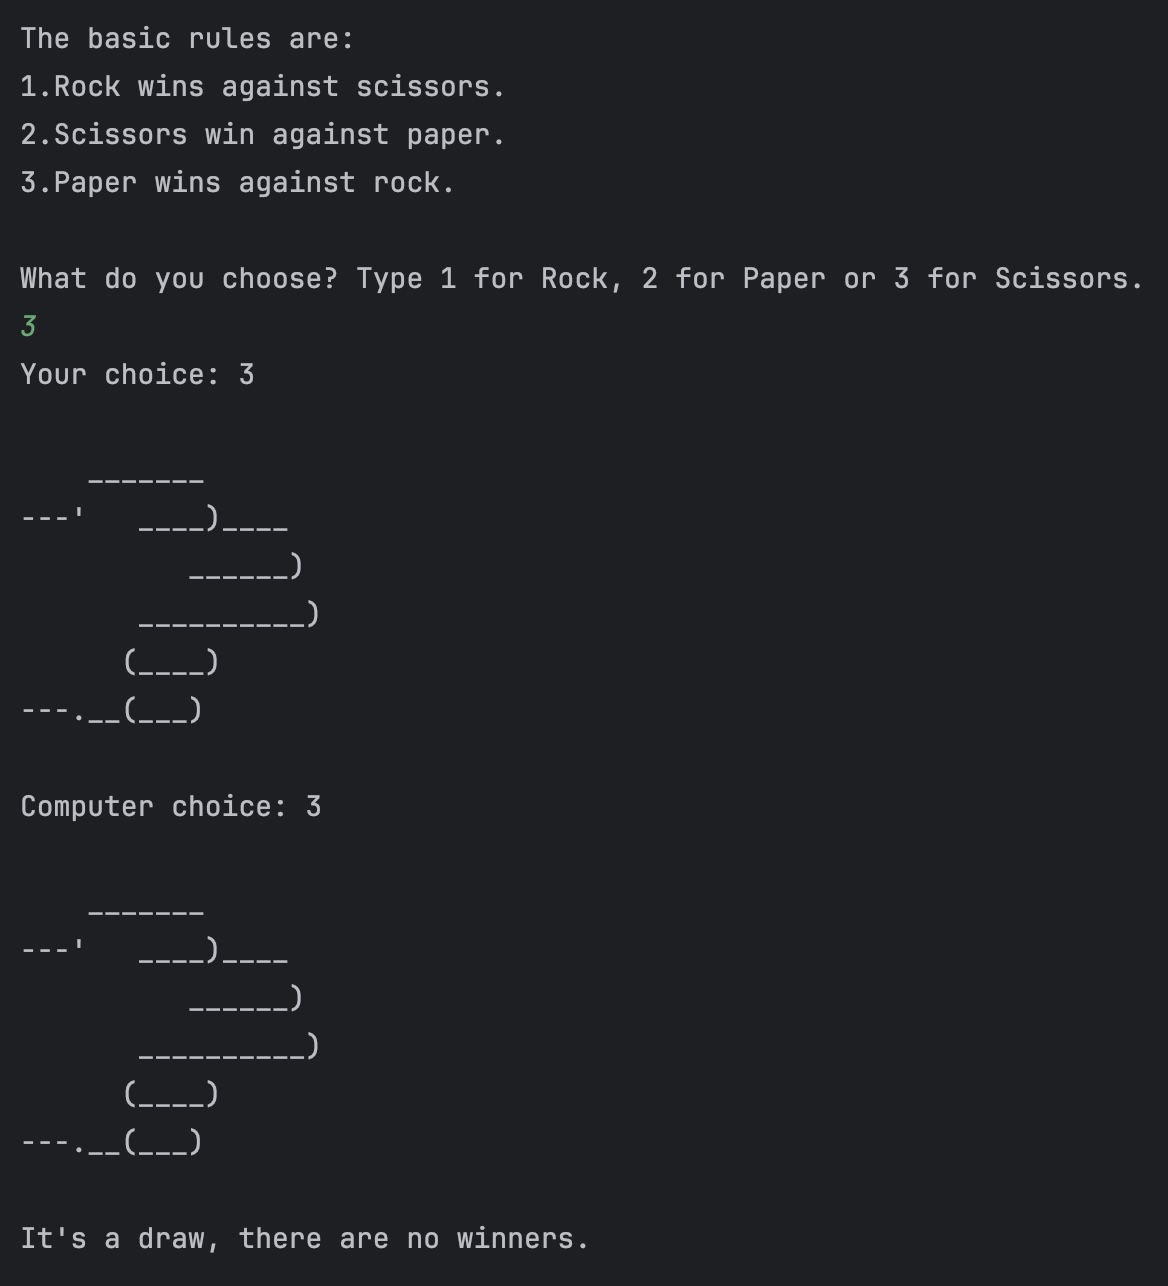 The basic rules are:
1.Rock wins against scissors.
2.Scissors win against paper.
3.Paper wins against rock.
What do you choose? Type 1 for Rock, 2 for Paper or 3 for Scissors.
3
Your choice: 3
    _______
---'   ____)____
          ______)
       __________)
      (____)
---.__(___)
Computer choice: 3
    _______
---'   ____)____
          ______)
       __________)
      (____)
---.__(___)
It's a draw, there are no winners.